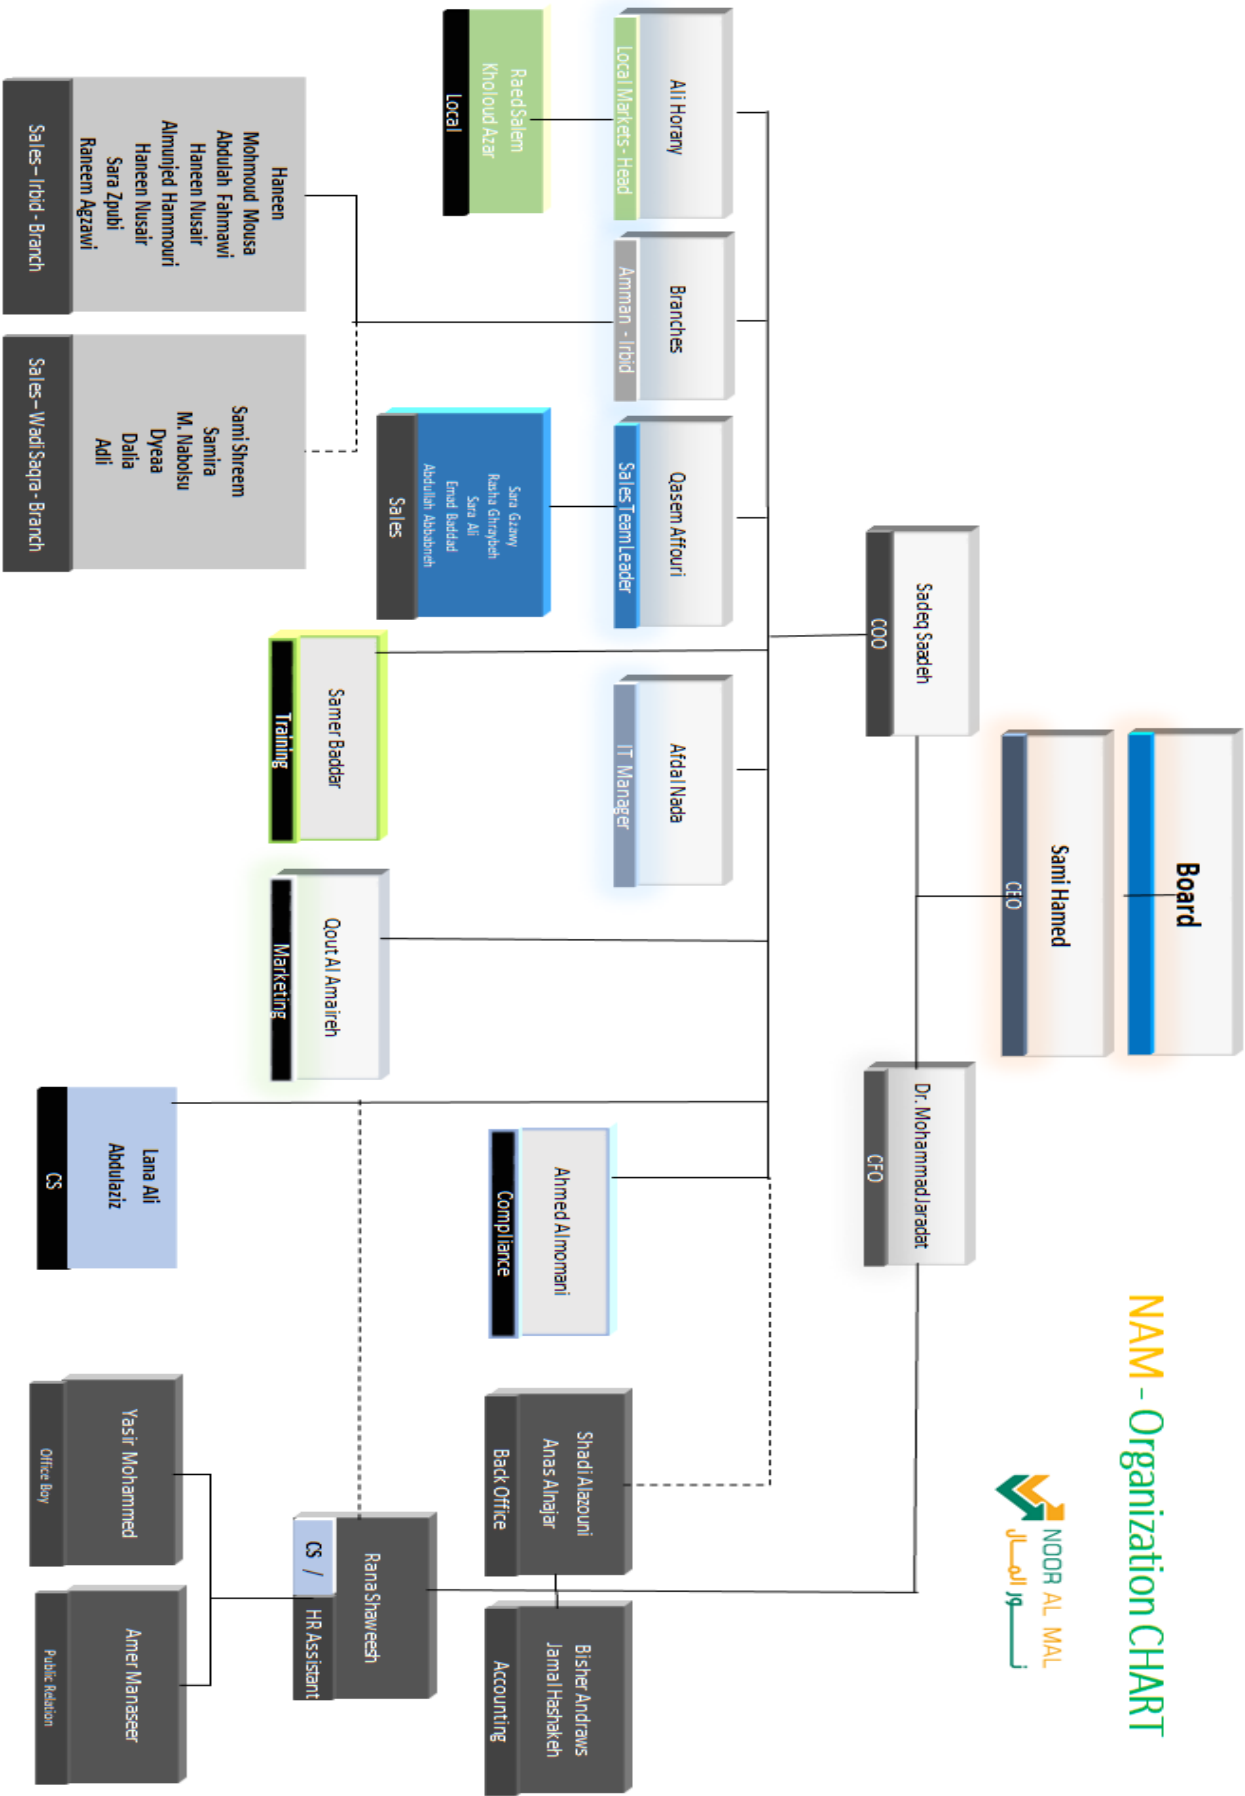 NAM - Organization CHART
NOOR AL MAL
نـــور المـــال
Board
Sami Hamed
CEO
Sadeq Saadeh
COO
Dr. Mohammad Jaradat
CFO
Ali Horany
Local Markets - Head
Branches
Amman - Irbid
Qasem Affouri
Sales Team Leader
Afdal Nada
IT Manager
Raed Salem
Kholoud Azar
Local
Sara Gzawy
Rasha Ghraybeh
Sara Ali
Emad Baddad
Abdullah Abbabneh
Sales
Ahmed Almomani
Compliance
Shadi Alazouni
Anas Alnajar
Back Office
Bisher Andraws
Jamal Hashakeh
Accounting
Samer Baddar
Training
Qout Al Amaireh
Marketing
Rana Shaweesh
CS / HR Assistant
Haneen
Mohmoud Mousa
Abdulah Fahmawi
Haneen Nusair
Almunjed Hammouri
Haneen Nusair
Sara Zpubi
Raneem Agzawi
Sales – Irbid - Branch
Sami Shreem
Samira
M. Nabolsu
Dyeaa
Dalia
Adli
Sales – Wadi Saqra - Branch
Lana Ali
Abdulaziz
CS
Yasir Mohammed
Office Boy
Amer Manaseer
Public Relation